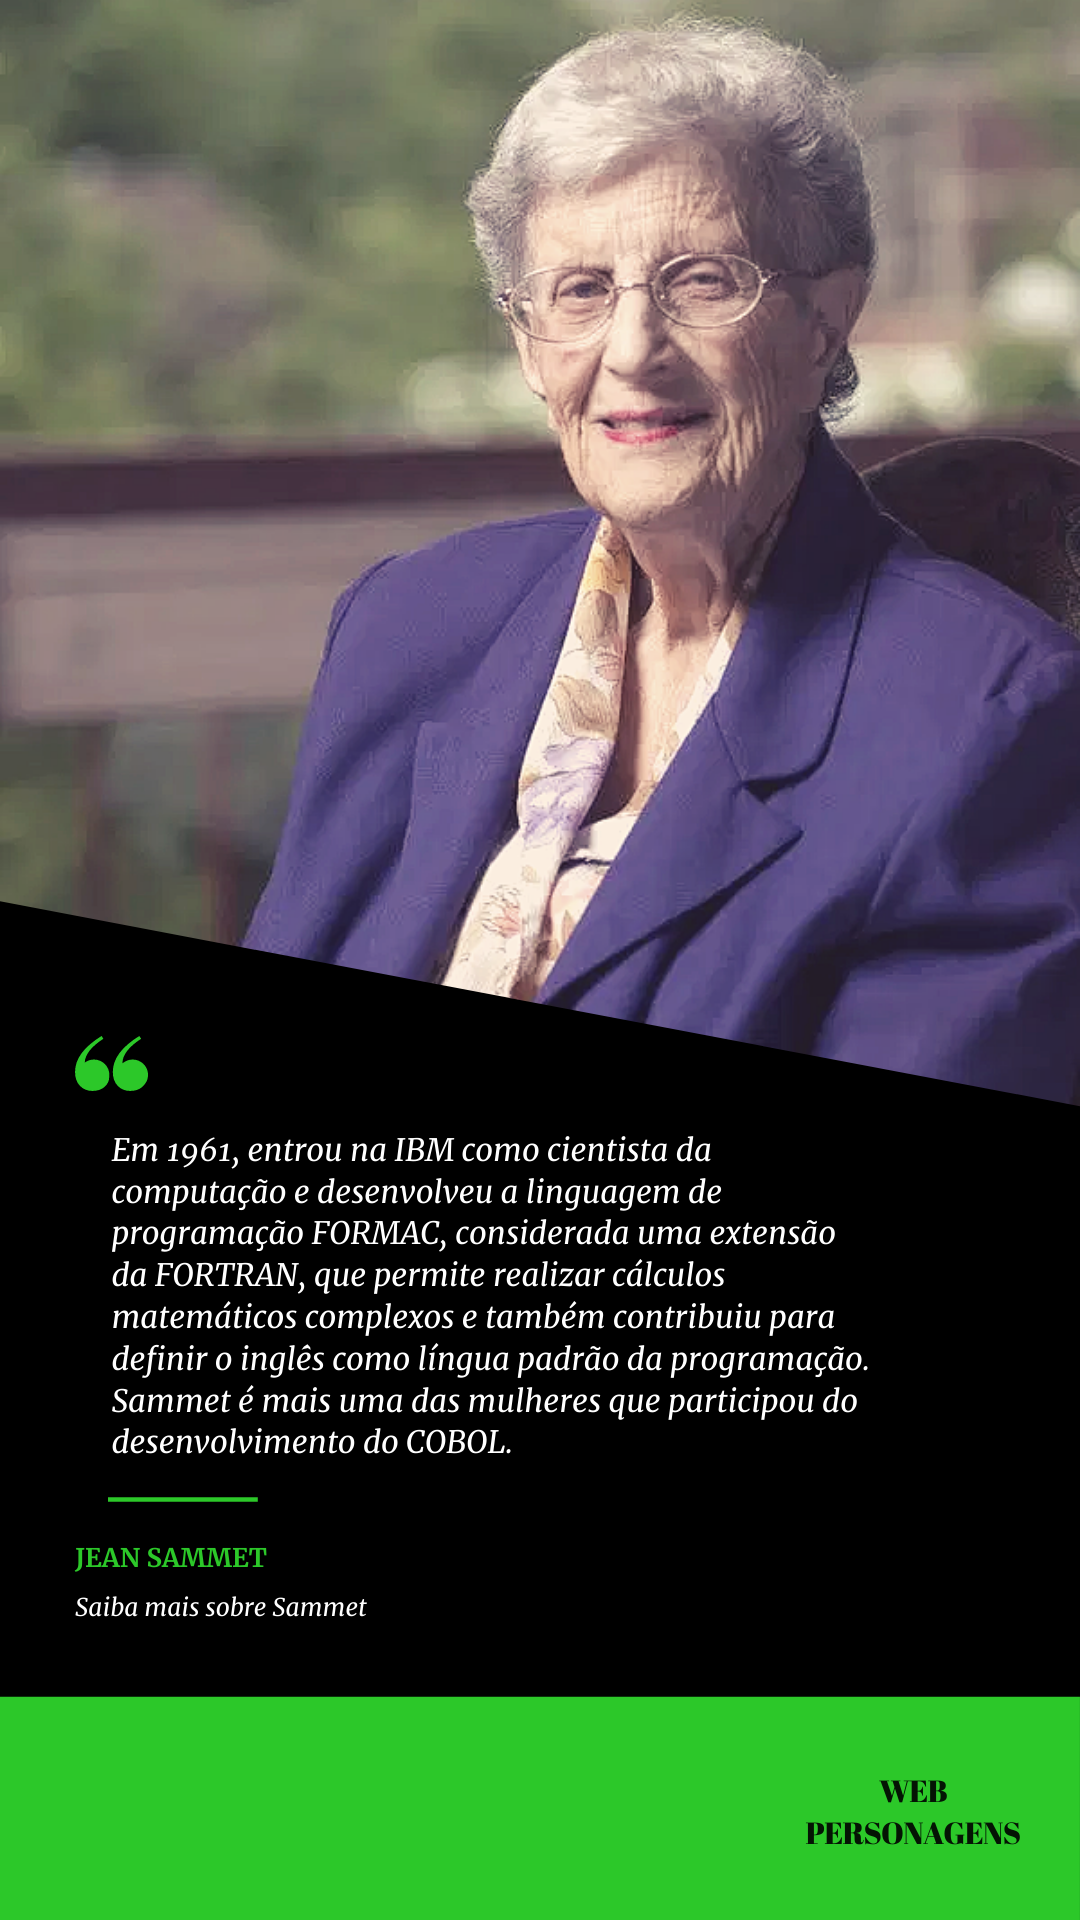 “
Em 1961, entrou na IBM como cientista da
computação e desenvolveu a linguagem de
programação FORMAC, considerada uma extensão
da FORTRAN, que permite realizar cálculos
matemáticos complexos e também contribuiu para
definir o inglês como língua padrão da programação.
Sammet é mais uma das mulheres que participou do
desenvolvimento do COBOL.
JEAN SAMMET
Saiba mais sobre Sammet
WEB
PERSONAGENS